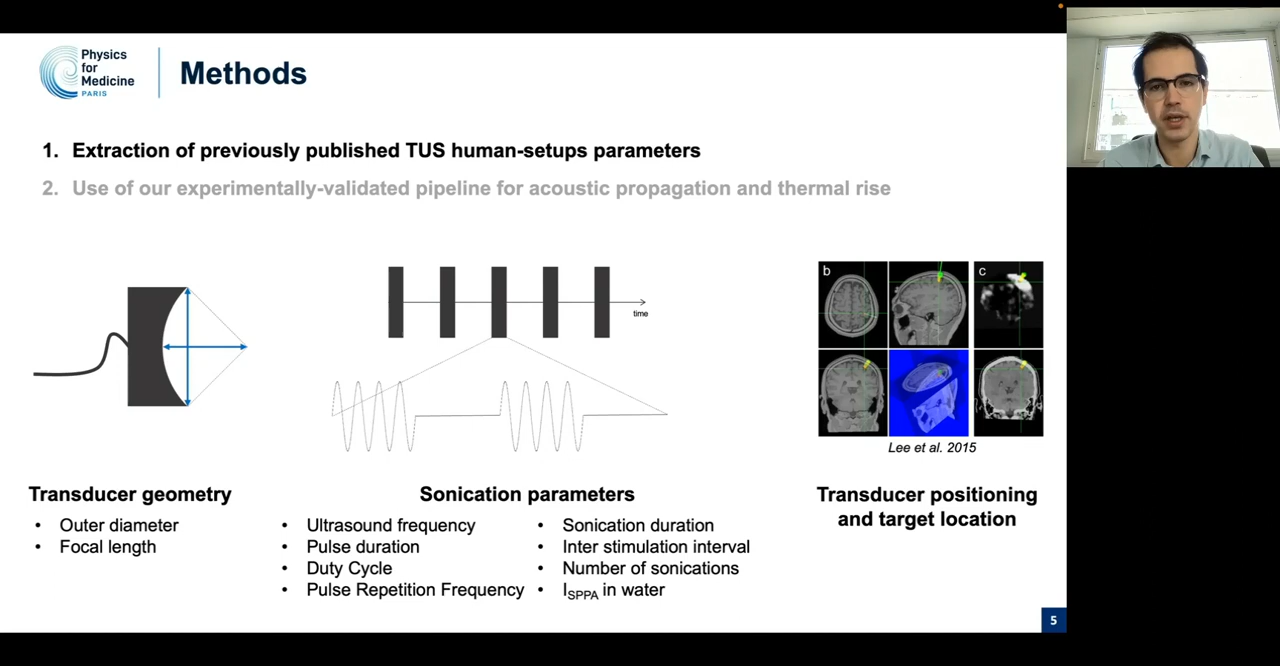 Physics
for
Medicine
PARIS
Methods
1. Extraction of previously published TUS human-setups parameters
2. Use of our experimentally-validated pipeline for acoustic propagation and thermal rise
time
b
c
Lee et al. 2015
Transducer geometry
• Outer diameter
• Focal length
Sonication parameters
• Ultrasound frequency
• Pulse duration
• Duty Cycle
• Pulse Repetition Frequency
• Sonication duration
• Inter stimulation interval
• Number of sonications
• ISPPA in water
Transducer positioning
and target location
5